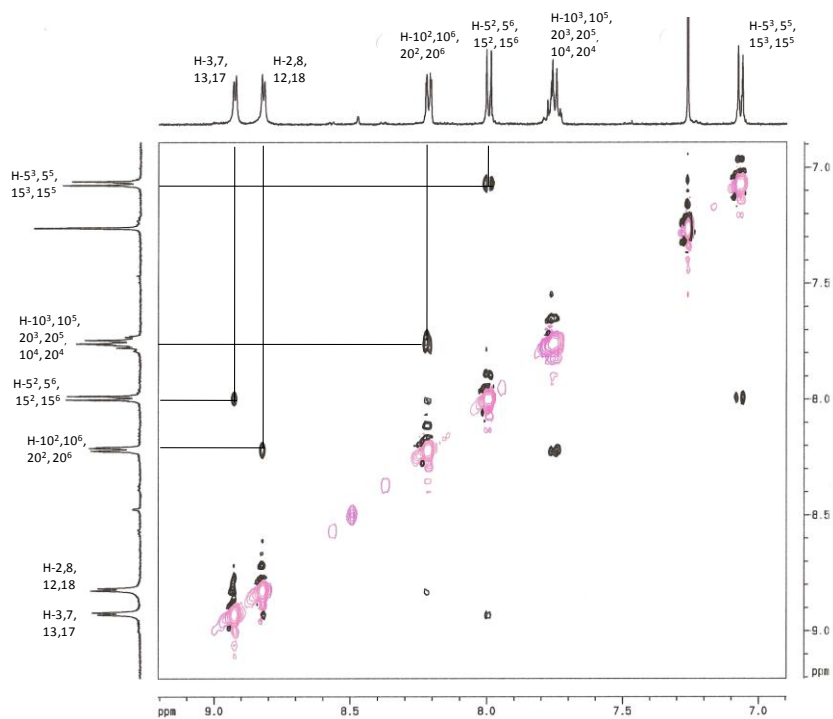 H-3,7,
13,17
H-2,8,
12,18
H-10²,10⁶,
20²,20⁶
H-5²,5⁶,
15²,15⁶
H-10³,10⁵,
20³,20⁵,
10⁴,20⁴
H-5³,5⁵,
15³,15⁵
H-5³,5⁵,
15³,15⁵
H-10³,10⁵,
20³,20⁵,
10⁴,20⁴
H-5²,5⁶,
15²,15⁶
H-10²,10⁶,
20²,20⁶
H-2,8,
12,18
H-3,7,
13,17
7.0
7.5
8.0
8.5
9.0
ppm
ppm 9.0 8.5 8.0 7.5 7.0